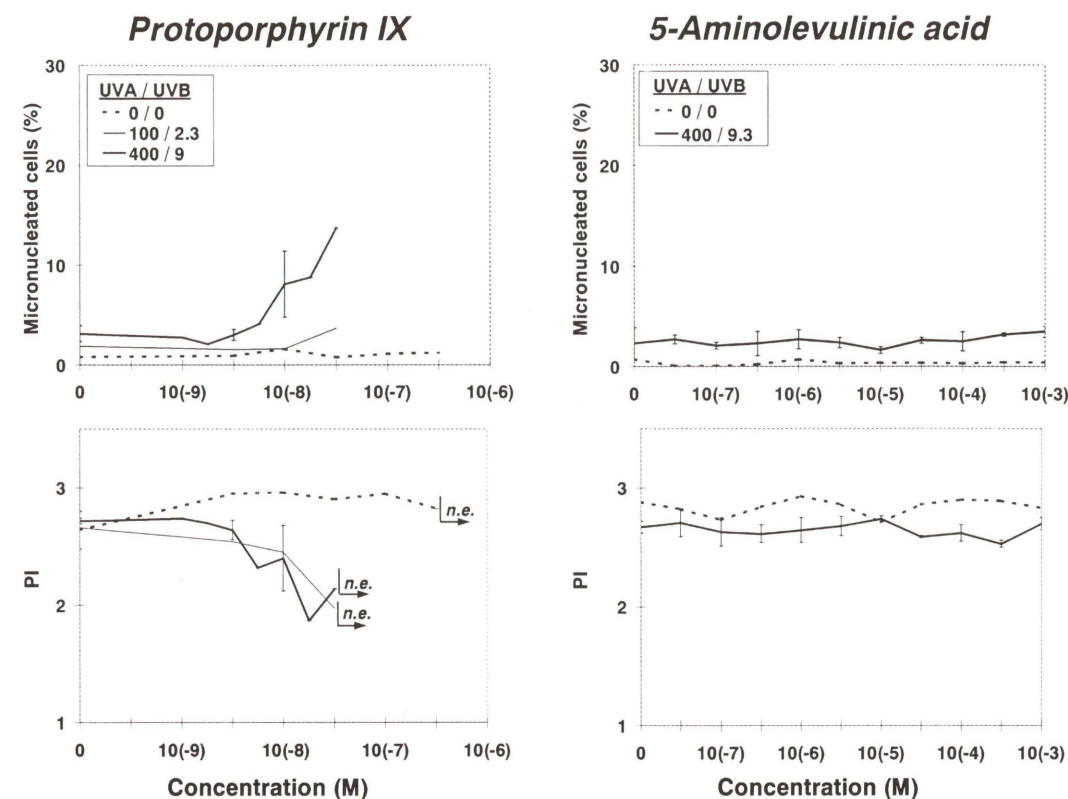 Protoporphyrin IX
Micronucleated cells (%)
30
20
10
0
UVA / UVB
0 / 0
100 / 2.3
400 / 9
0 10(-9) 10(-8) 10(-7) 10(-6)
5-Aminolevulinic acid
Micronucleated cells (%)
30
20
10
0
UVA / UVB
0 / 0
400 / 9.3
0 10(-7) 10(-6) 10(-5) 10(-4) 10(-3)
PI
3
2
1
n.e.
n.e.
n.e.
0 10(-9) 10(-8) 10(-7) 10(-6)
Concentration (M)
PI
3
2
1
0 10(-7) 10(-6) 10(-5) 10(-4) 10(-3)
Concentration (M)